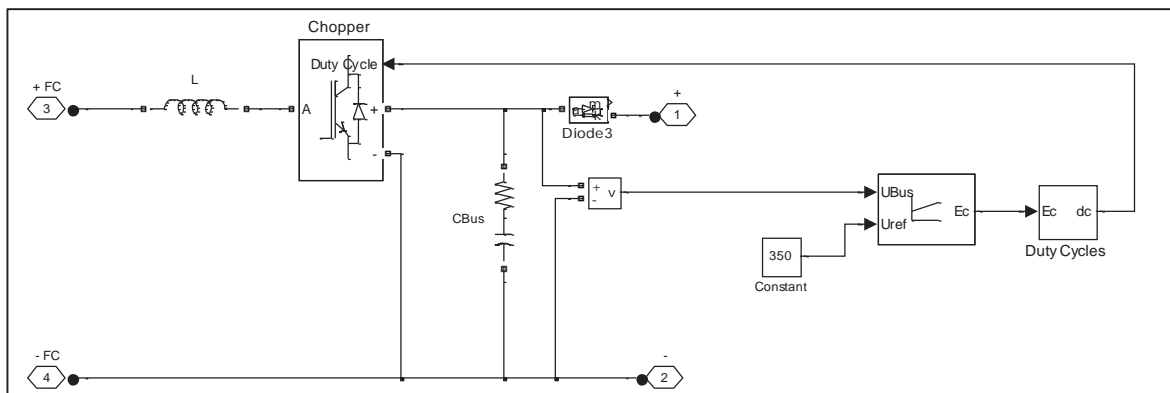 Chopper
Duty Cycle
L
+ FC
3
A
+
-
m
Diode3
+
1
CBus
+
-
v
UBus
Uref
Ec
Ec
dc
Duty Cycles
350
Constant
- FC
4
-
2